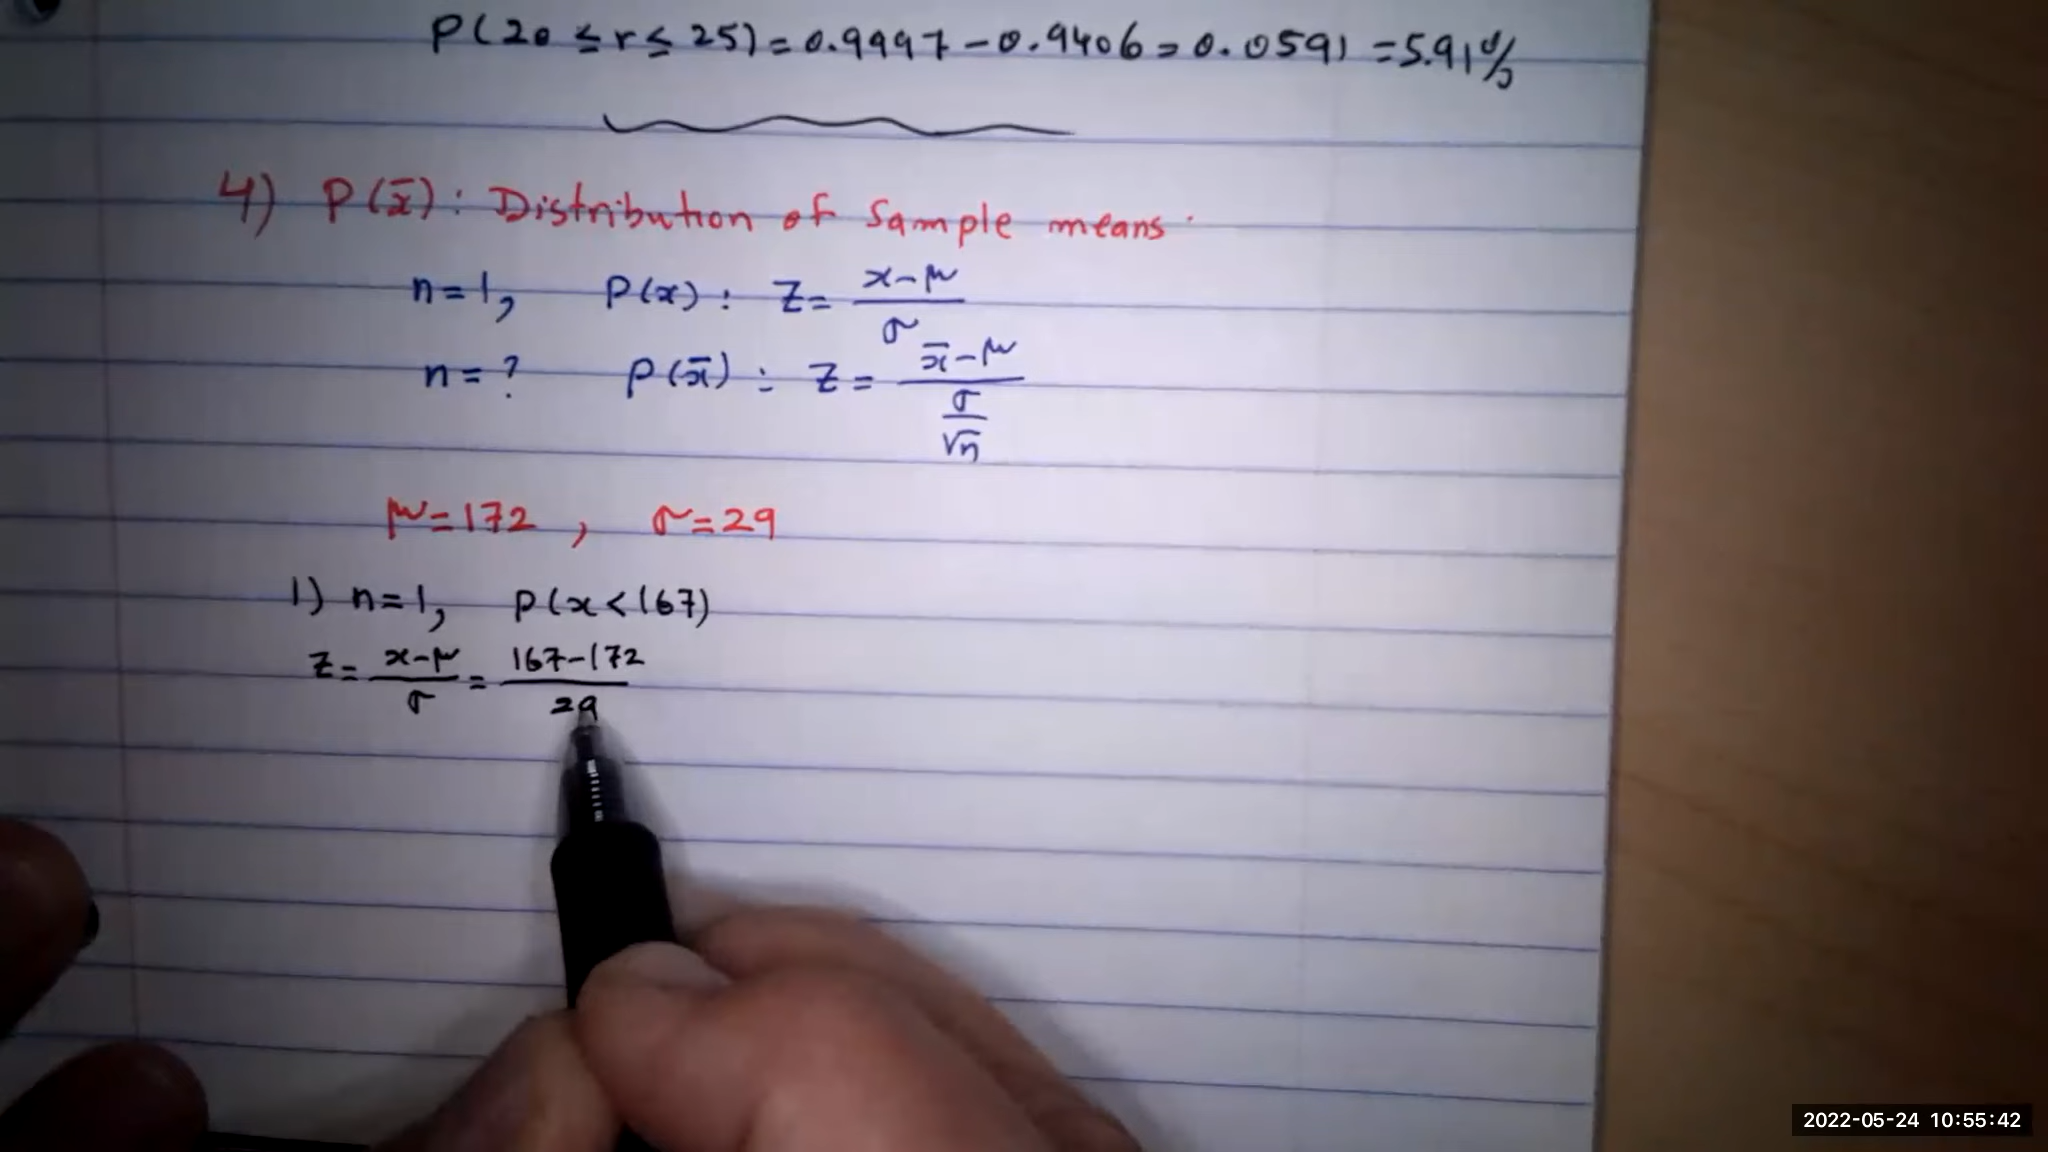 P(20 ≤ r ≤ 25) = 0.9997 - 0.9406 = 0.0591 = 5.91%
4) P(x̄): Distribution of Sample means.
n=1, P(x): Z= x-μ / σ
n=? P(x̄): Z= x̄-μ / σ/√n
μ=172, σ=29
1) n=1, P(x<167)
Z= x-μ / σ = 167-172 / 29
2022-05-24 10:55:42